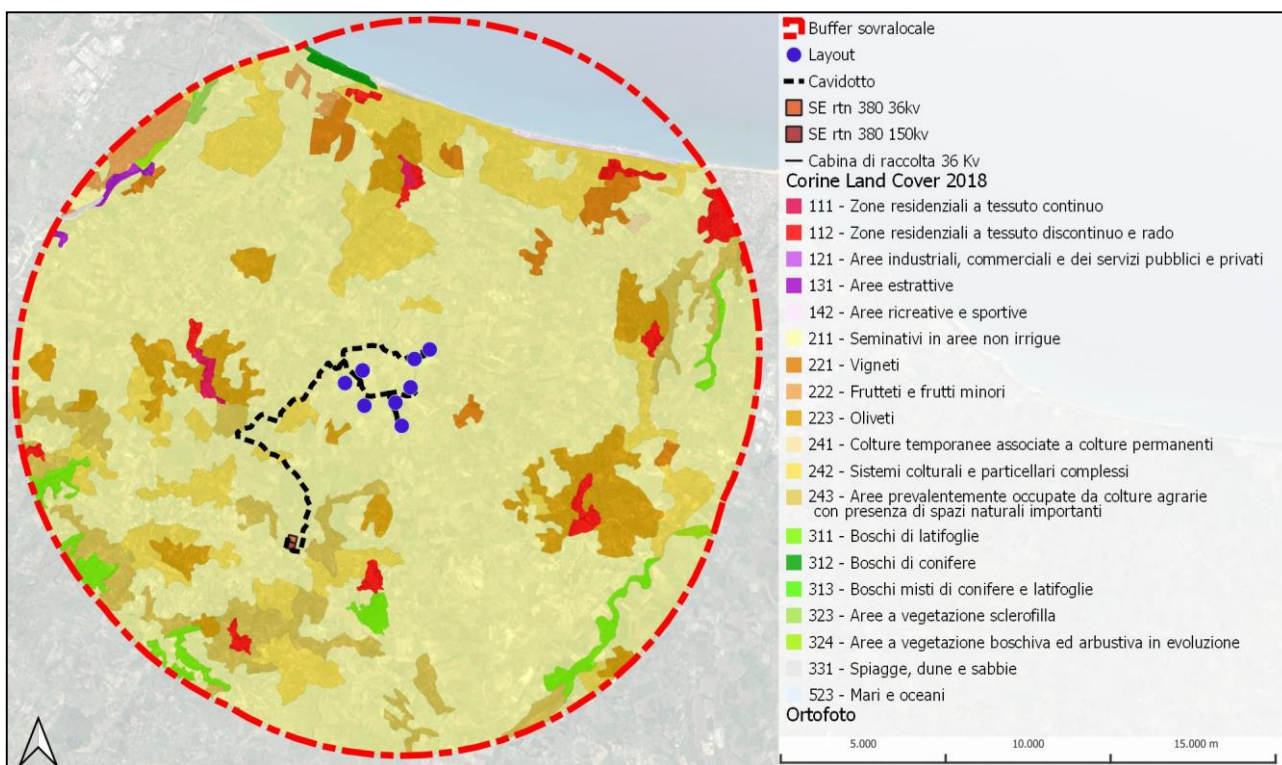 Buffer sovralocale
Layout
Cavidotto
SE rtn 380 36kv
SE rtn 380 150kv
Cabina di raccolta 36 Kv
Corine Land Cover 2018
111 - Zone residenziali a tessuto continuo
112 - Zone residenziali a tessuto discontinuo e rado
121 - Aree industriali, commerciali e dei servizi pubblici e privati
131 - Aree estrattive
142 - Aree ricreative e sportive
211 - Seminativi in aree non irrigue
221 - Vigneti
222 - Frutteti e frutti minori
223 - Oliveti
241 - Colture temporanee associate a colture permanenti
242 - Sistemi colturali e particellari complessi
243 - Aree prevalentemente occupate da colture agrarie
con presenza di spazi naturali importanti
311 - Boschi di latifoglie
312 - Boschi di conifere
313 - Boschi misti di conifere e latifoglie
323 - Aree a vegetazione sclerofilla
324 - Aree a vegetazione boschiva ed arbustiva in evoluzione
331 - Spiagge, dune e sabbie
523 - Mari e oceani
Ortofoto
5.000 10.000 15.000 m